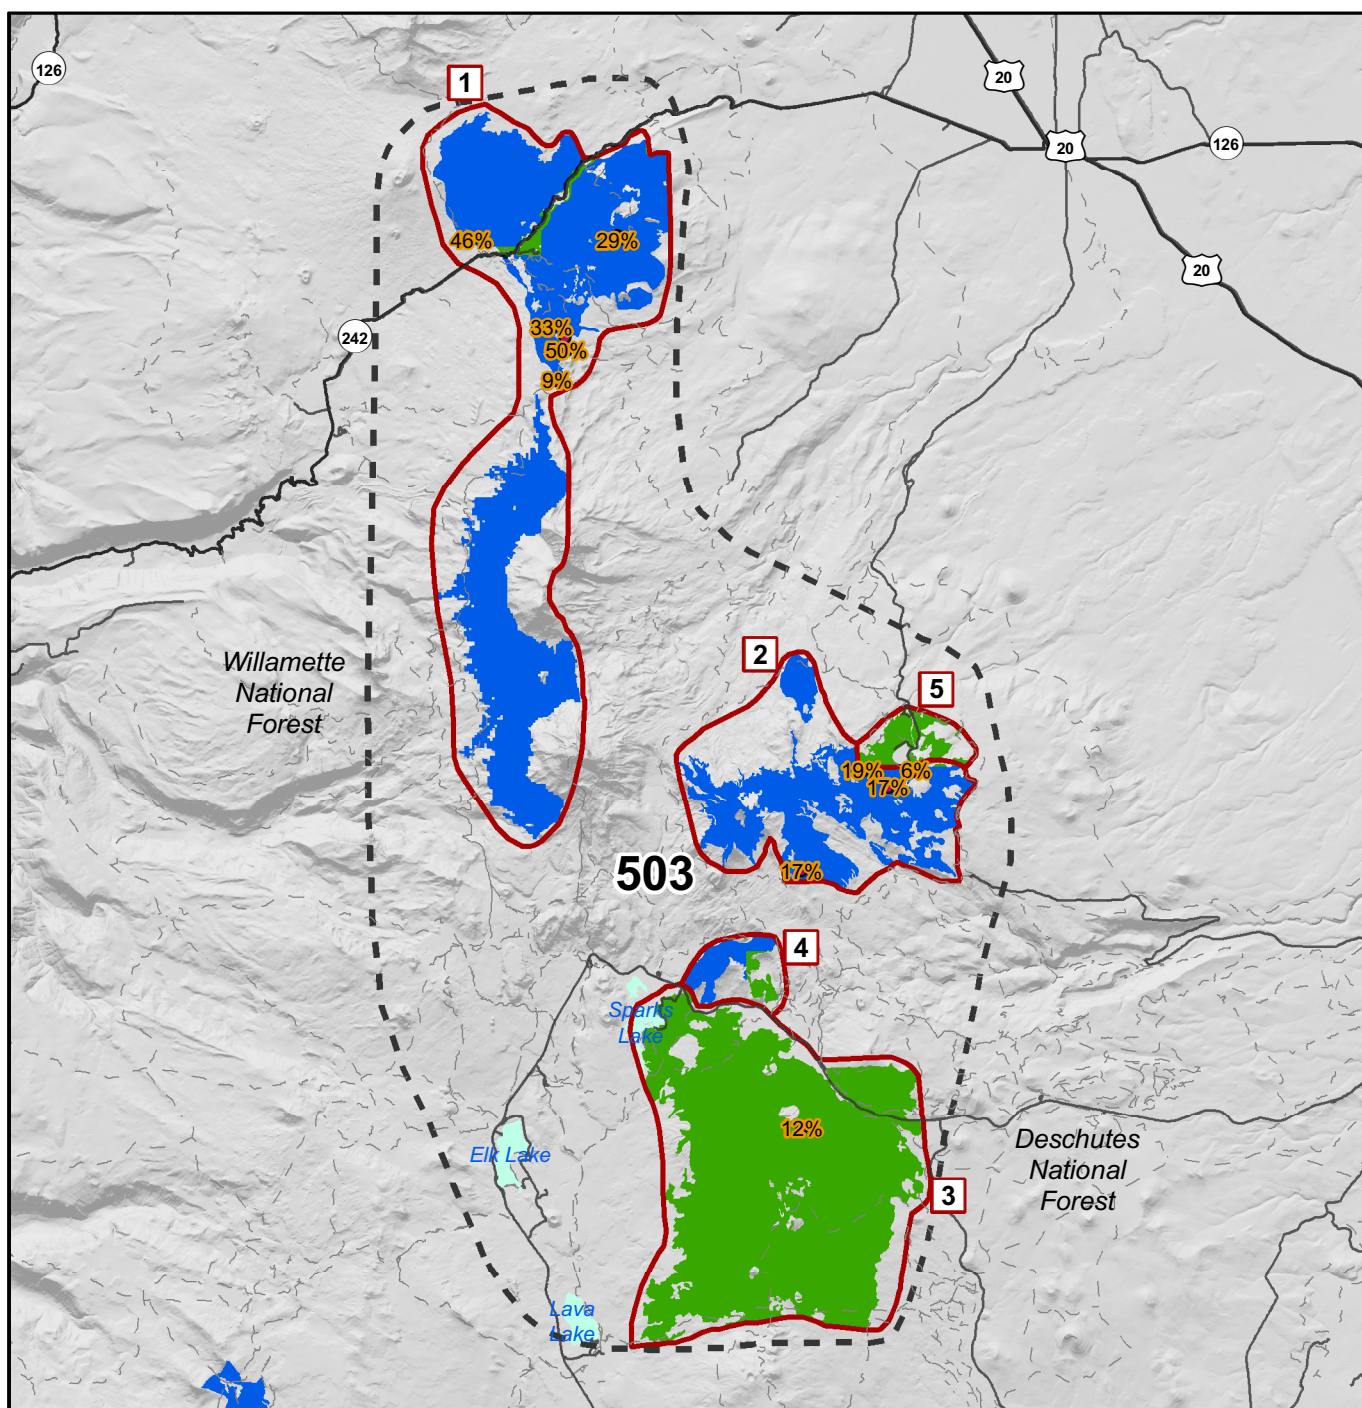 126
1
20
20
126
46%
29%
20
33%
242
50%
9%
2
Willamette
National
Forest
5
19%
6%
17%
503
17%
4
Sparks
Lake
12%
Elk Lake
Deschutes
National
Forest
3
Lava
Lake